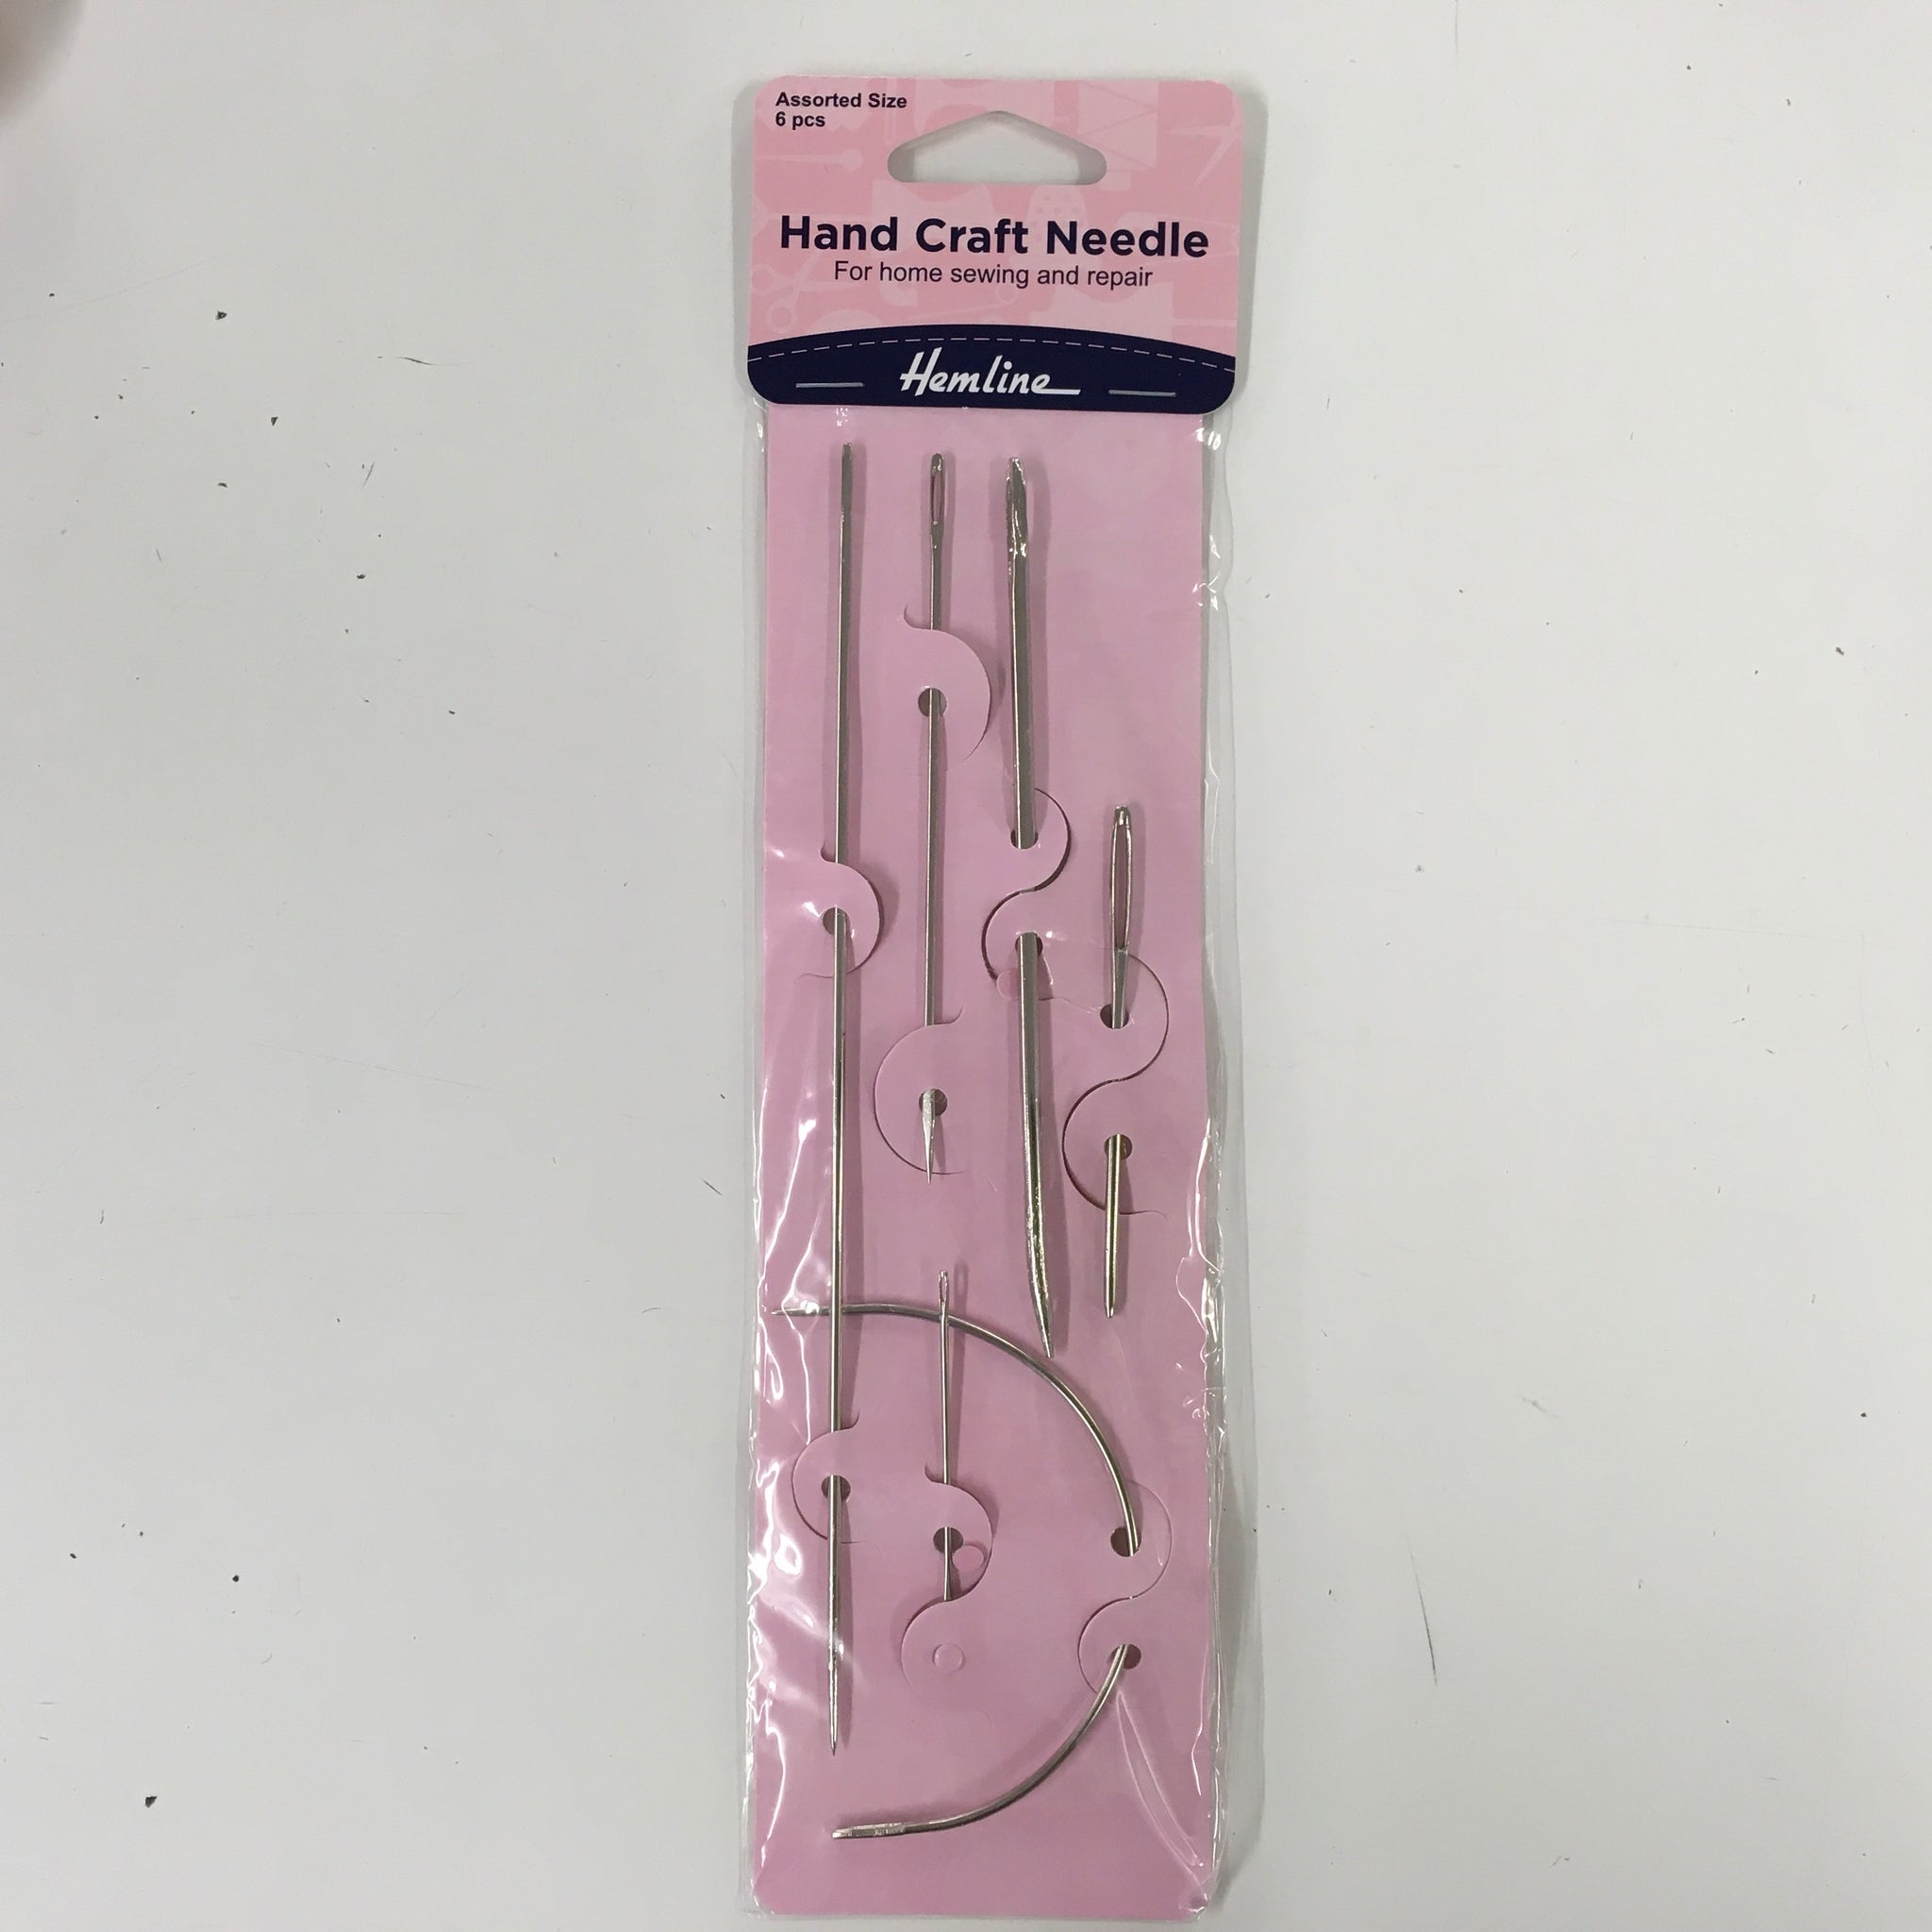 Assorted Size
6 pcs
Hand Craft Needle
For home sewing and repair
Hemline